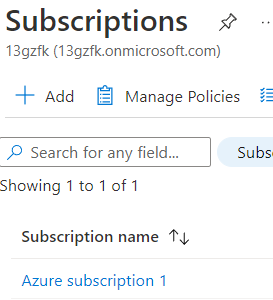 Subscriptions
13gzfk (13gzfk.onmicrosoft.com)
Add Manage Policies
Search for any field...
Showing 1 to 1 of 1
Subscription name
Azure subscription 1